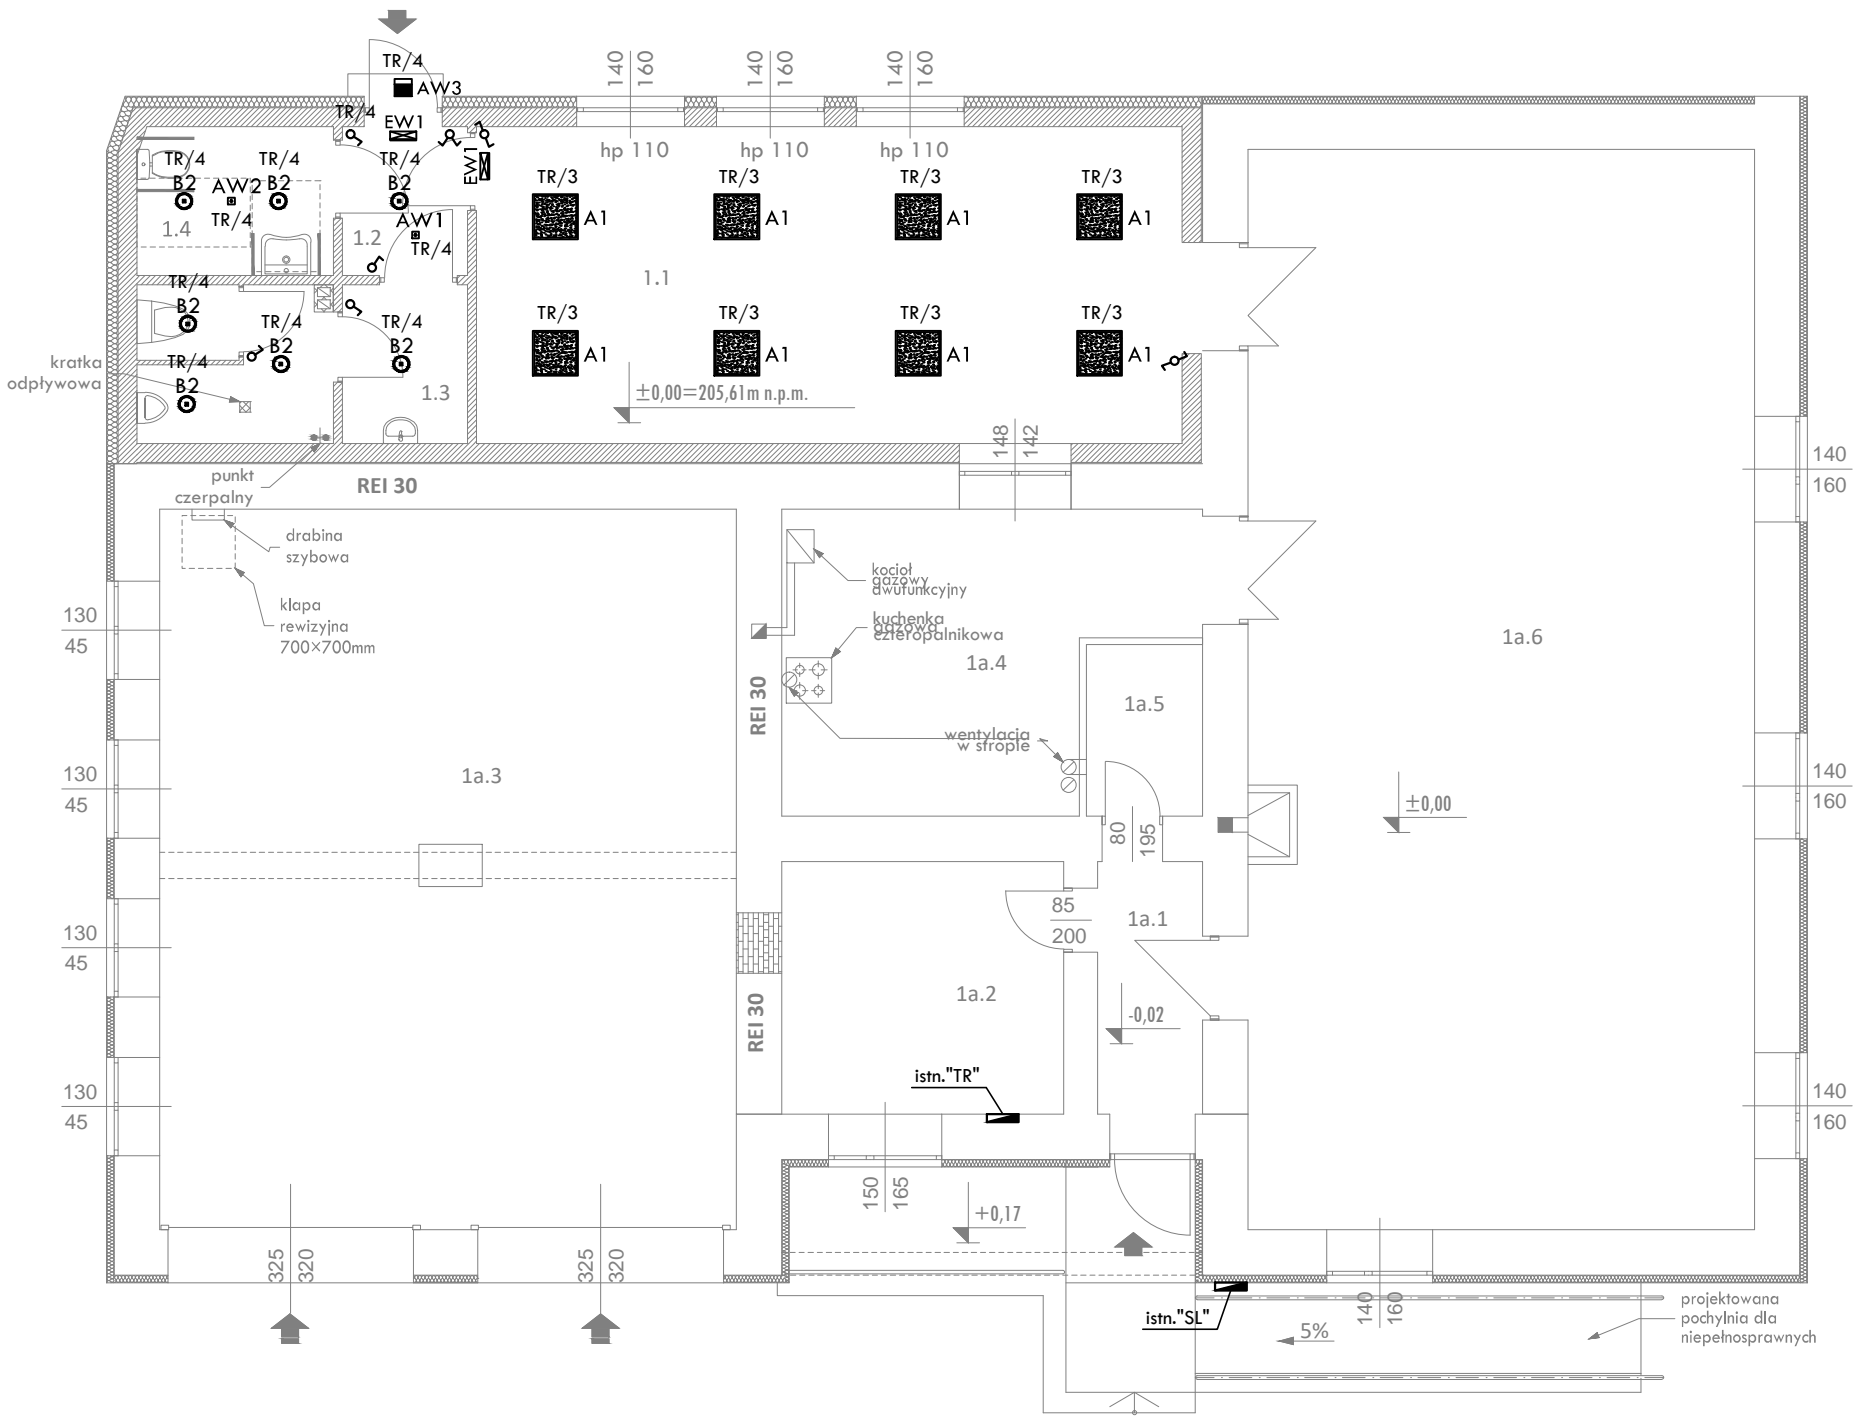 TR/4
AW3
140
160
140
160
140
160
TR/4
EW1
EW1
hp 110
hp 110
hp 110
TR/4
B2
AW2
TR/4
TR/4
B2
TR/4
B2
AW1
TR/4
1.4
1.2
TR/3
A1
TR/3
A1
TR/3
A1
TR/3
A1
1.1
TR/4
B2
TR/4
B2
TR/4
B2
TR/3
A1
TR/3
A1
TR/3
A1
TR/3
A1
kratka
odpływowa
TR/4
B2
1.3
±0,00=205,61m n.p.m.
148
142
punkt
czerpalny
REI 30
140
160
drabina
szybowa
klapa
rewizyjna
700×700mm
kocioł
gazowy
dwufunkcyjny
kuchenka
gazowa
czteropalnikowa
130
45
1a.6
1a.4
REI 30
1a.5
wentylacja
w stropie
130
45
1a.3
140
160
±0,00
80
195
85
200
1a.1
130
45
1a.2
REI 30
-0,02
istn."TR"
130
45
140
160
150
165
+0,17
325
320
325
320
istn."SL"
140
160
5%
projektowana
pochylnia dla
niepełnosprawnych